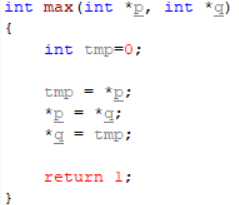 int max(int *p, int *q)
{
    int tmp=0;

    tmp = *p;
    *p = *q;
    *q = tmp;

    return 1;
}